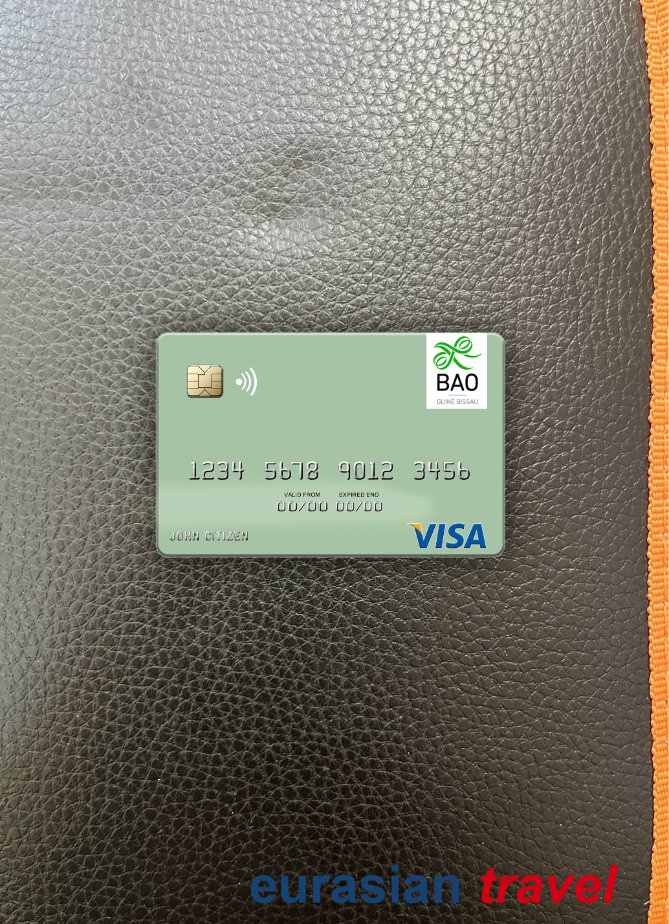 BAO
GUINÉ BISSAU
1234 5678 9012 3456
VALID FROM EXPIRED END
00/00 00/00
JOHN CITIZEN
VISA
eurasian travel